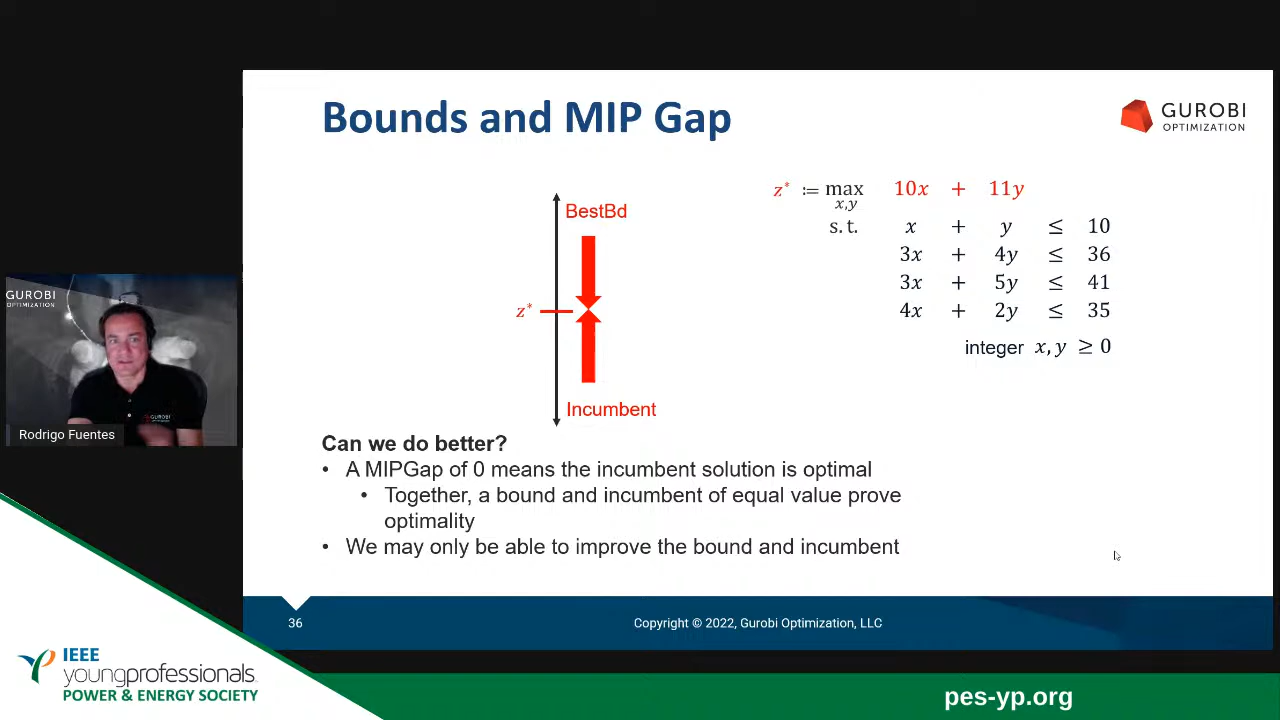 Bounds and MIP Gap
GUROBI
OPTIMIZATION
BestBd
z*
Incumbent
z* := max 10x + 11y
x,y
s.t. x + y ≤ 10
3x + 4y ≤ 36
3x + 5y ≤ 41
4x + 2y ≤ 35
integer x, y ≥ 0
GUROBI
OPTIMIZATION
Rodrigo Fuentes
Can we do better?
• A MIPGap of 0 means the incumbent solution is optimal
• Together, a bound and incumbent of equal value prove
optimality
• We may only be able to improve the bound and incumbent
36
Copyright © 2022, Gurobi Optimization, LLC
IEEE
youngprofessionals
POWER & ENERGY SOCIETY
pes-yp.org